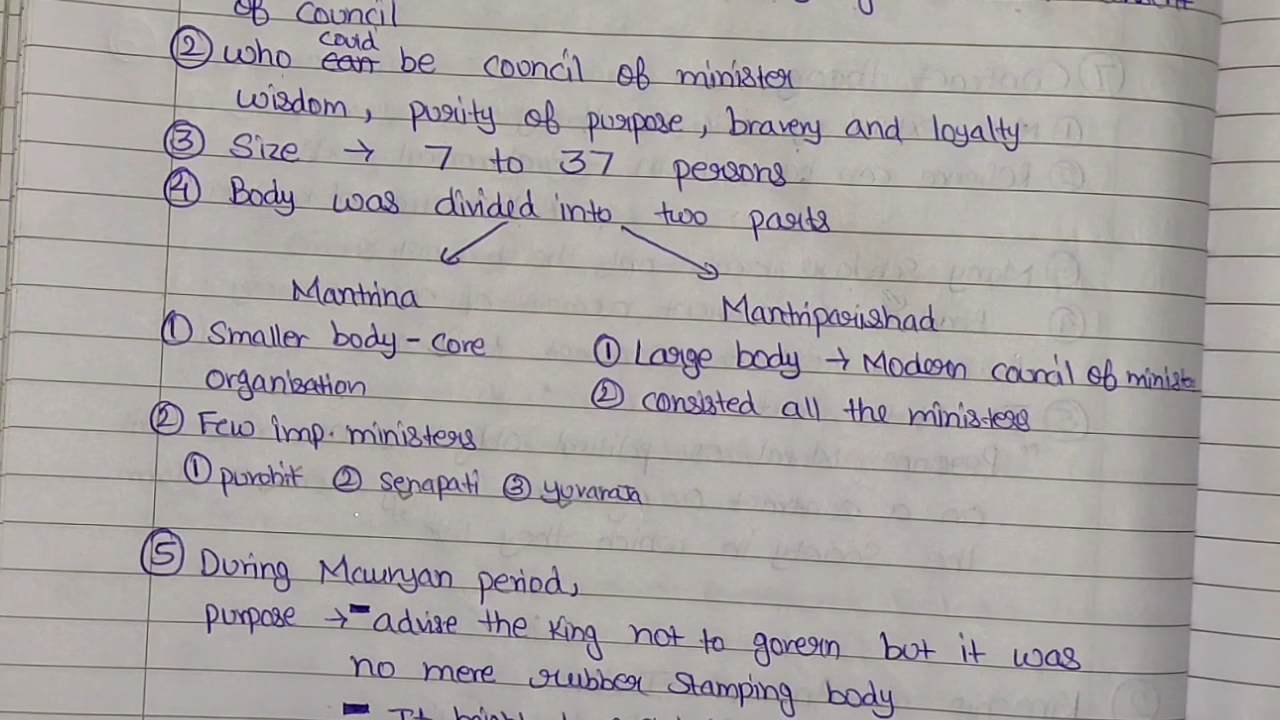 of council
② who could be council of minister
wisdom, purity of purpose, bravery and loyalty
③ Size → 7 to 37 persons
④ Body was divided into two parts
Mantrina
① Smaller body - core
organisation
② Few imp. ministers
① purohit ② senapati ③ yuvaraj
Mantriparishad
① Large body → Modern council of minist
② consisted all the ministers
⑤ During Mauryan period,
purpose → - advise the king not to govern but it was
no mere rubber stamping body
- It